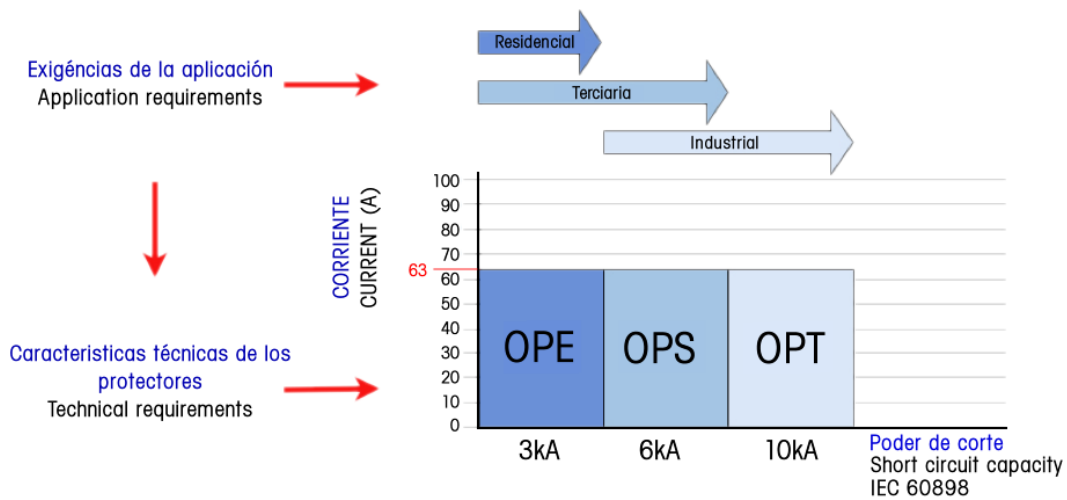 Residencial
Exigéncias de la aplicación
Application requirements
Terciaria
Industrial
CORRIENTE
CURRENT (A)
100
90
80
70
63
60
50
40
30
20
10
0
OPE
OPS
OPT
Caracteristicas técnicas de los
protectores
Technical requirements
3kA
6kA
10kA
Poder de corte
Short circuit capacity
IEC 60898